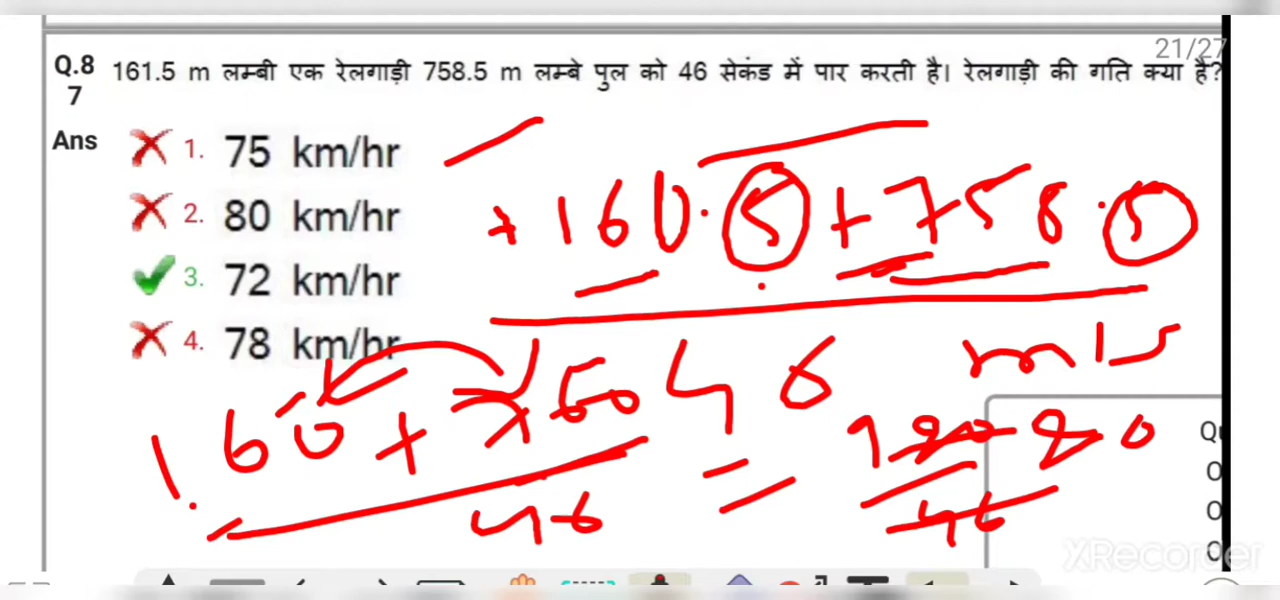 21/27
Q.87 161.5 m लम्बी एक रेलगाड़ी 758.5 m लम्बे पुल को 46 सेकंड में पार करती है। रेलगाड़ी की गति क्या है?
Ans
1. 75 km/hr
2. 80 km/hr
3. 72 km/hr
4. 78 km/hr
+160.5+758.5
46 m/s
160+760
46
920 20
46
XRecorder